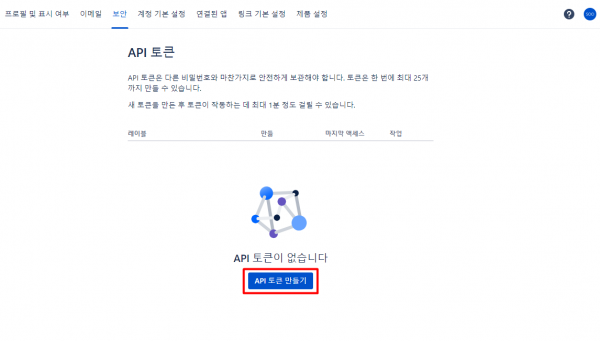 프로필 및 표시 여부 이메일 보안 계정 기본 설정 연결된 앱 링크 기본 설정 제품 설정
API 토큰
API 토큰은 다른 비밀번호와 마찬가지로 안전하게 보관해야 합니다. 토큰은 한 번에 최대 25개
까지 만들 수 있습니다.
새 토큰을 만든 후 토큰이 작동하는 데 최대 1분 정도 걸릴 수 있습니다.
레이블 만듦 마지막 액세스 작업
API 토큰이 없습니다
API 토큰 만들기